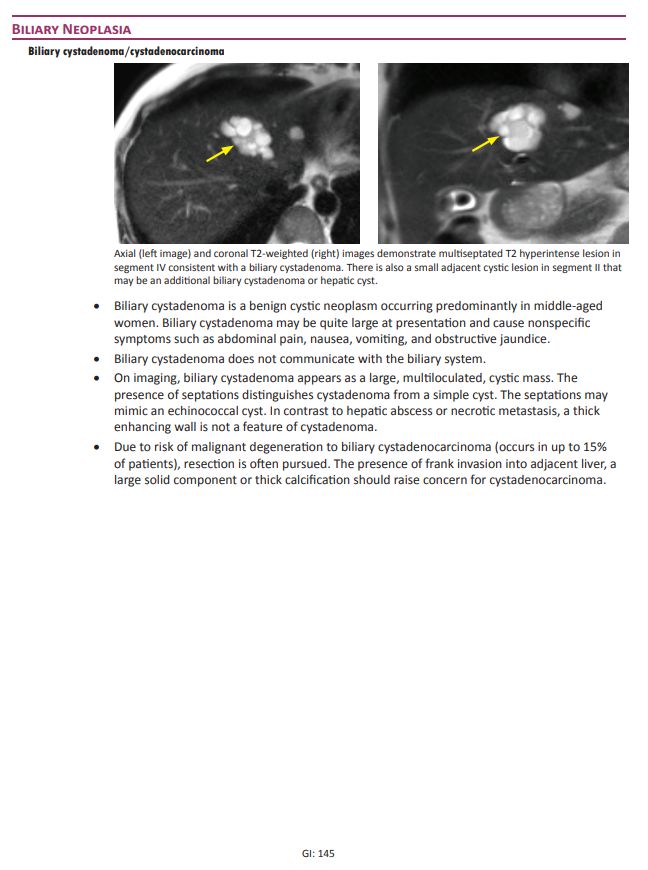 BILIARY NEOPLASIA
Biliary cystadenoma/cystadenocarcinoma
Axial (left image) and coronal T2-weighted (right) images demonstrate multiseptated T2 hyperintense lesion in
segment IV consistent with a biliary cystadenoma. There is also a small adjacent cystic lesion in segment II that
may be an additional biliary cystadenoma or hepatic cyst.
• Biliary cystadenoma is a benign cystic neoplasm occurring predominantly in middle-aged
women. Biliary cystadenoma may be quite large at presentation and cause nonspecific
symptoms such as abdominal pain, nausea, vomiting, and obstructive jaundice.
• Biliary cystadenoma does not communicate with the biliary system.
• On imaging, biliary cystadenoma appears as a large, multiloculated, cystic mass. The
presence of septations distinguishes cystadenoma from a simple cyst. The septations may
mimic an echinococcal cyst. In contrast to hepatic abscess or necrotic metastasis, a thick
enhancing wall is not a feature of cystadenoma.
• Due to risk of malignant degeneration to biliary cystadenocarcinoma (occurs in up to 15%
of patients), resection is often pursued. The presence of frank invasion into adjacent liver, a
large solid component or thick calcification should raise concern for cystadenocarcinoma.
GI: 145